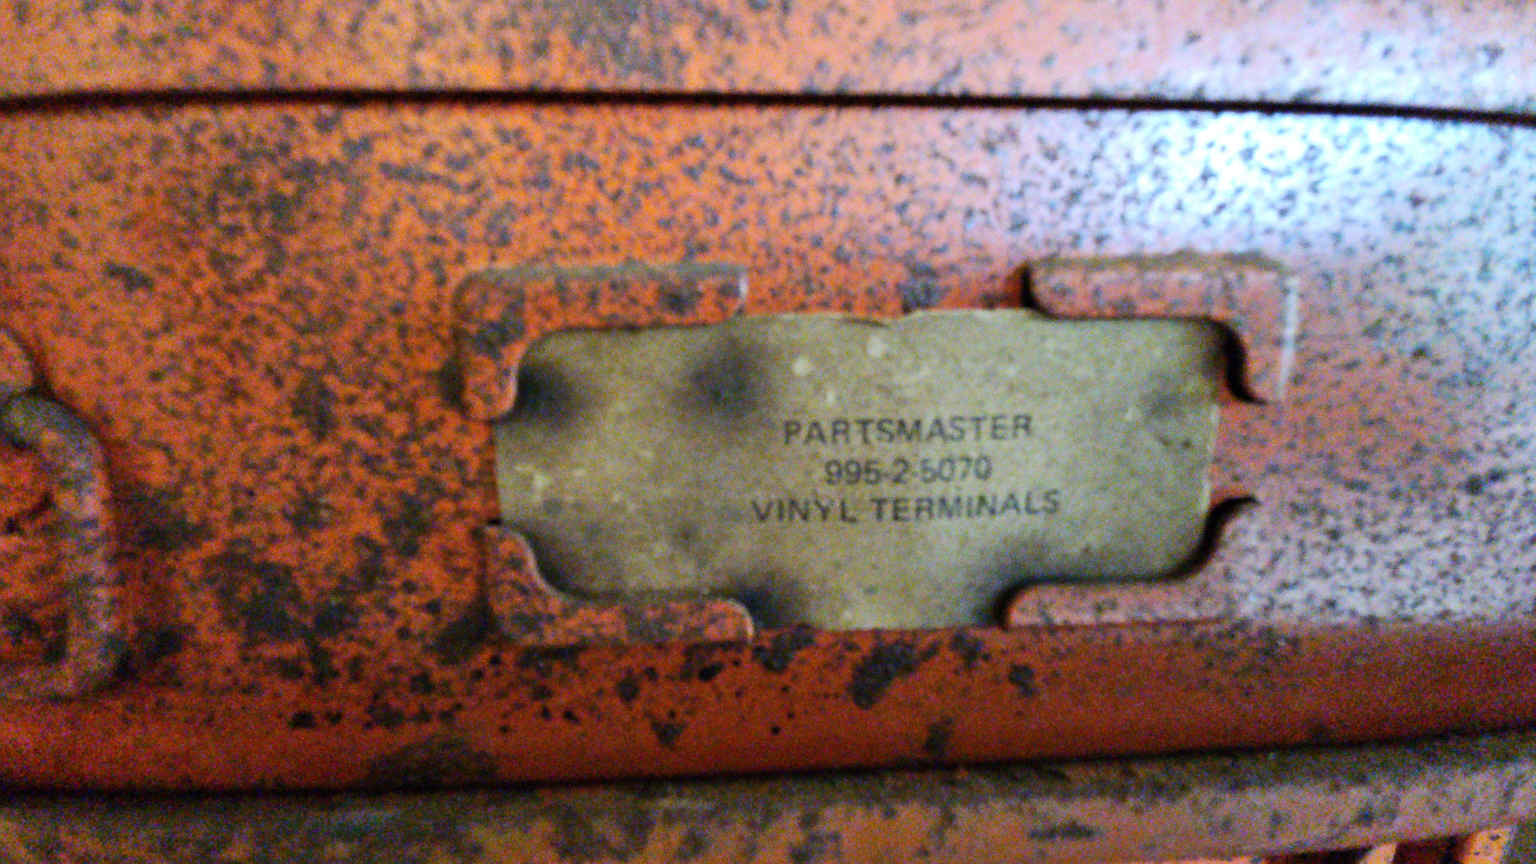 PARTSMASTER
995-2-5070
VINYL TERMINALS